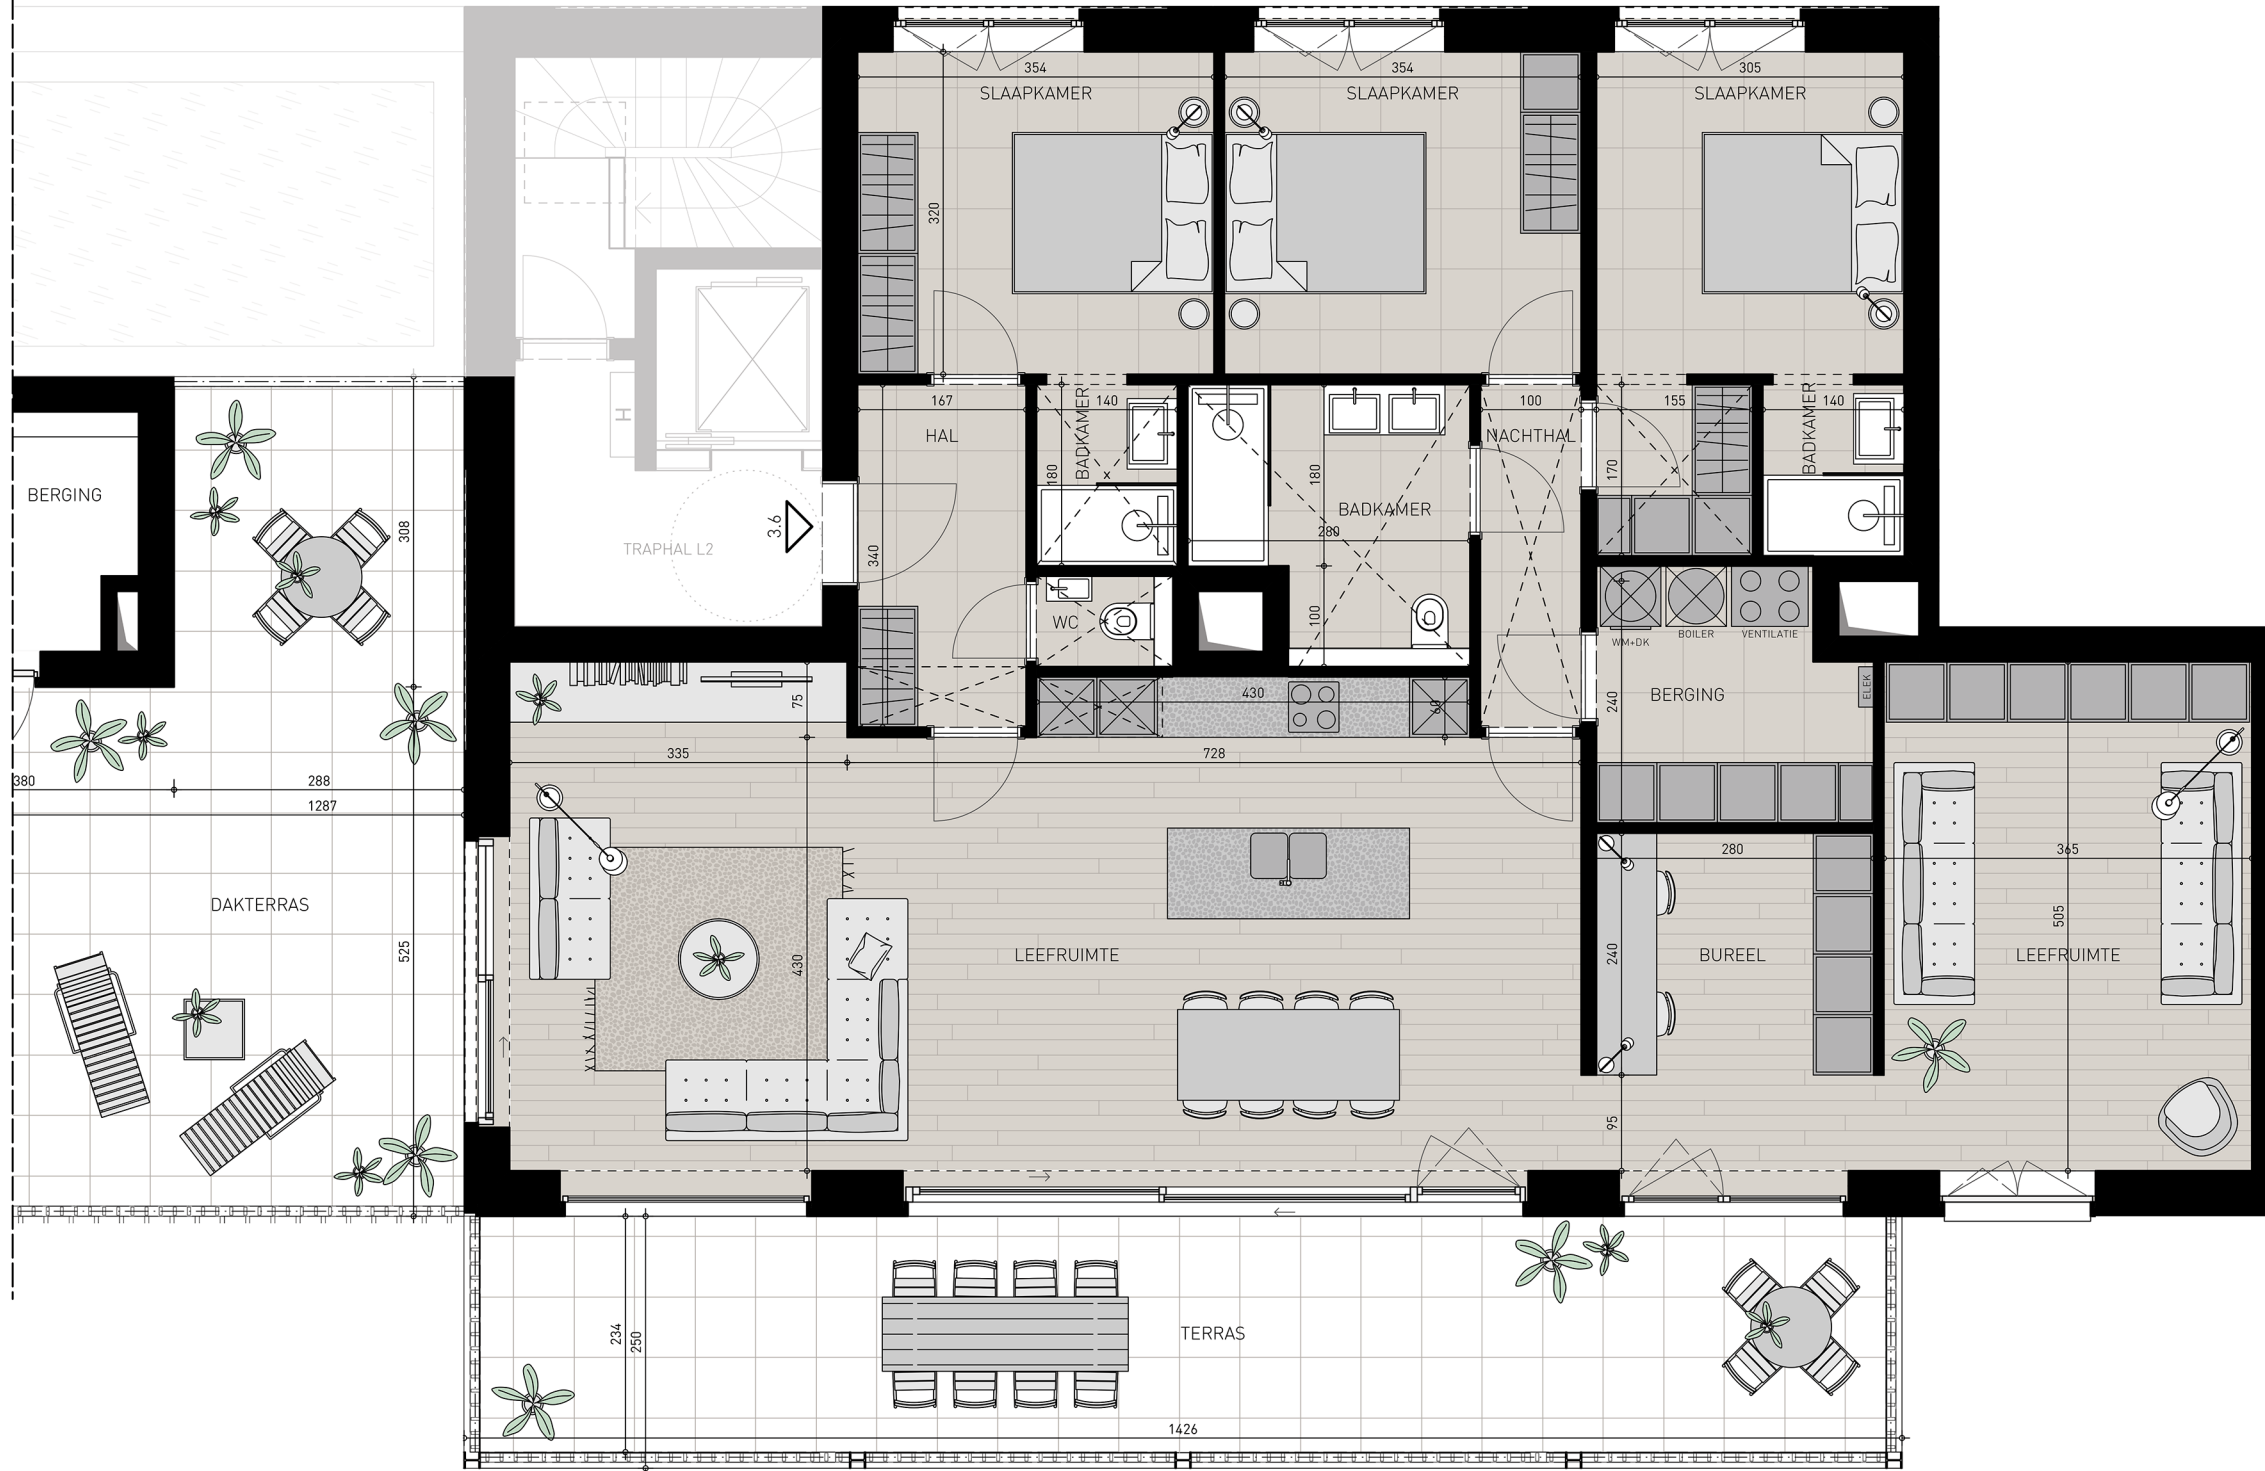 354
354
305
SLAAPKAMER
SLAAPKAMER
SLAAPKAMER
320
167
140
100
155
140
H
HAL
BADKAMER
NACHTHAL
BADKAMER
180
180
170
BERGING
308
3.6
TRAPHAL L2
340
BADKAMER
280
WC
100
WM+DK
BOILER
VENTILATIE
BERGING
ELEK
240
75
430
60
335
728
380
288
1287
280
365
DAKTERRAS
525
430
LEEFRUIMTE
240
BUREEL
505
LEEFRUIMTE
95
234
250
TERRAS
1426